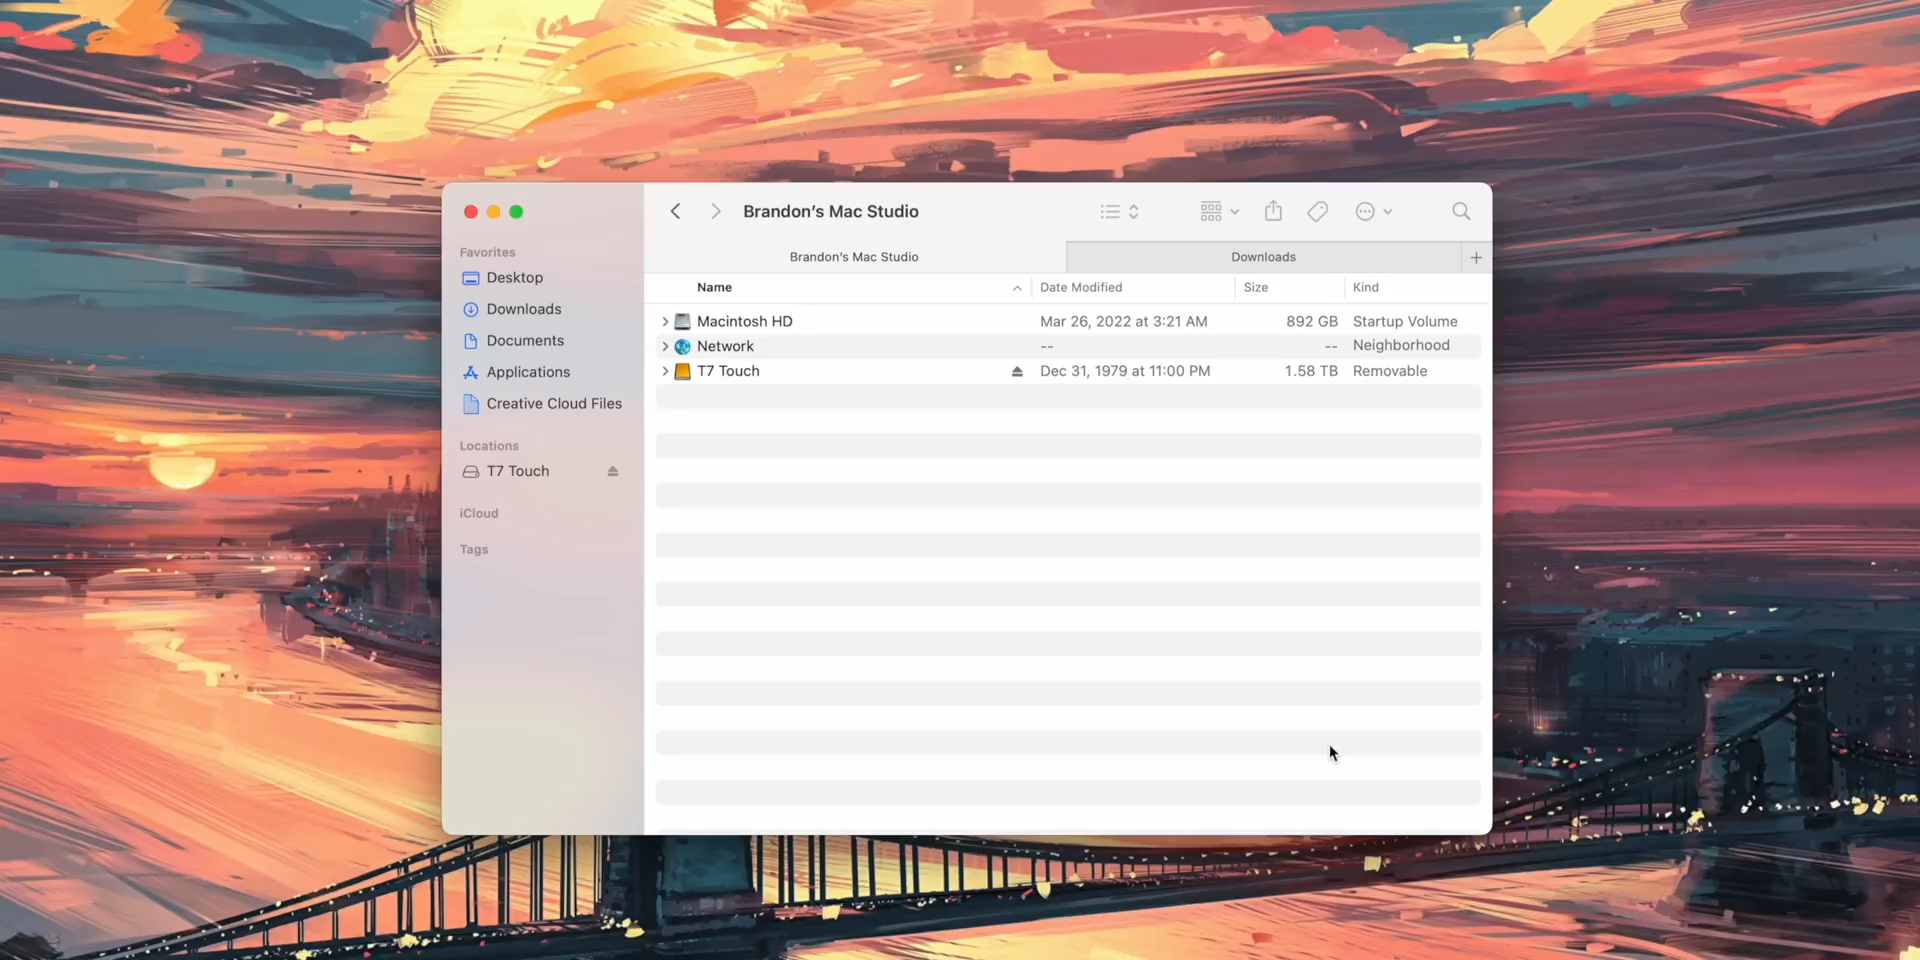 Brandon's Mac Studio
Brandon's Mac Studio
Downloads
Favorites
Desktop
Downloads
Documents
Applications
Creative Cloud Files
Locations
T7 Touch
iCloud
Tags
Name Date Modified Size Kind
Macintosh HD Mar 26, 2022 at 3:21 AM 892 GB Startup Volume
Network -- -- Neighborhood
T7 Touch Dec 31, 1979 at 11:00 PM 1.58 TB Removable